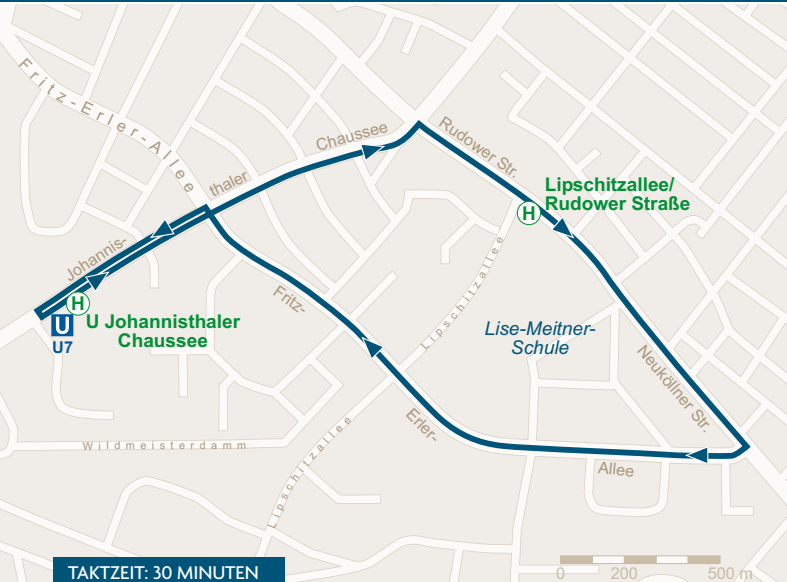 Fritz-Erler-Allee
Chaussee
thaler
Johannis-
Rudower Str.
Lipschitzallee/
Rudower Straße
H
H
U Johannisthaler
Chaussee
U
U7
Fritz-
Lipschitzallee
Lise-Meitner-
Schule
Neuköllner Str.
Erler-
Allee
Wildmeisterdamm
Lipschitzallee
TAKTZEIT: 30 MINUTEN
0 200 500 m